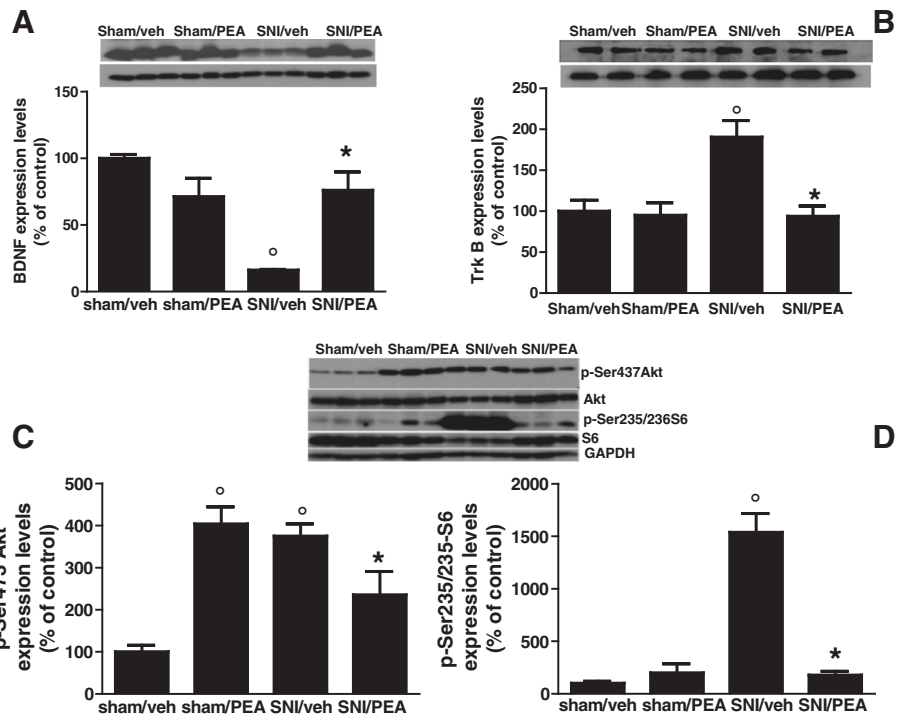 A
Sham/veh Sham/PEA SNI/veh SNI/PEA
BDNF expression levels
(% of control)
150
100
50
0
*
sham/veh sham/PEA SNI/veh SNI/PEA
B
Sham/veh Sham/PEA SNI/veh SNI/PEA
Trk B expression levels
(% of control)
250
200
150
100
50
0
*
Sham/veh Sham/PEA SNI/veh SNI/PEA
Sham/veh Sham/PEA SNI/veh SNI/PEA
p-Ser437Akt
Akt
p-Ser235/236S6
S6
GAPDH
C
p-Ser473 Akt
expression levels
(% of control)
500
400
300
200
100
0
*
sham/veh sham/PEA SNI/veh SNI/PEA
D
p-Ser235/235-S6
expression levels
(% of control)
2000
1500
1000
500
0
*
sham/veh sham/PEA SNI/veh SNI/PEA